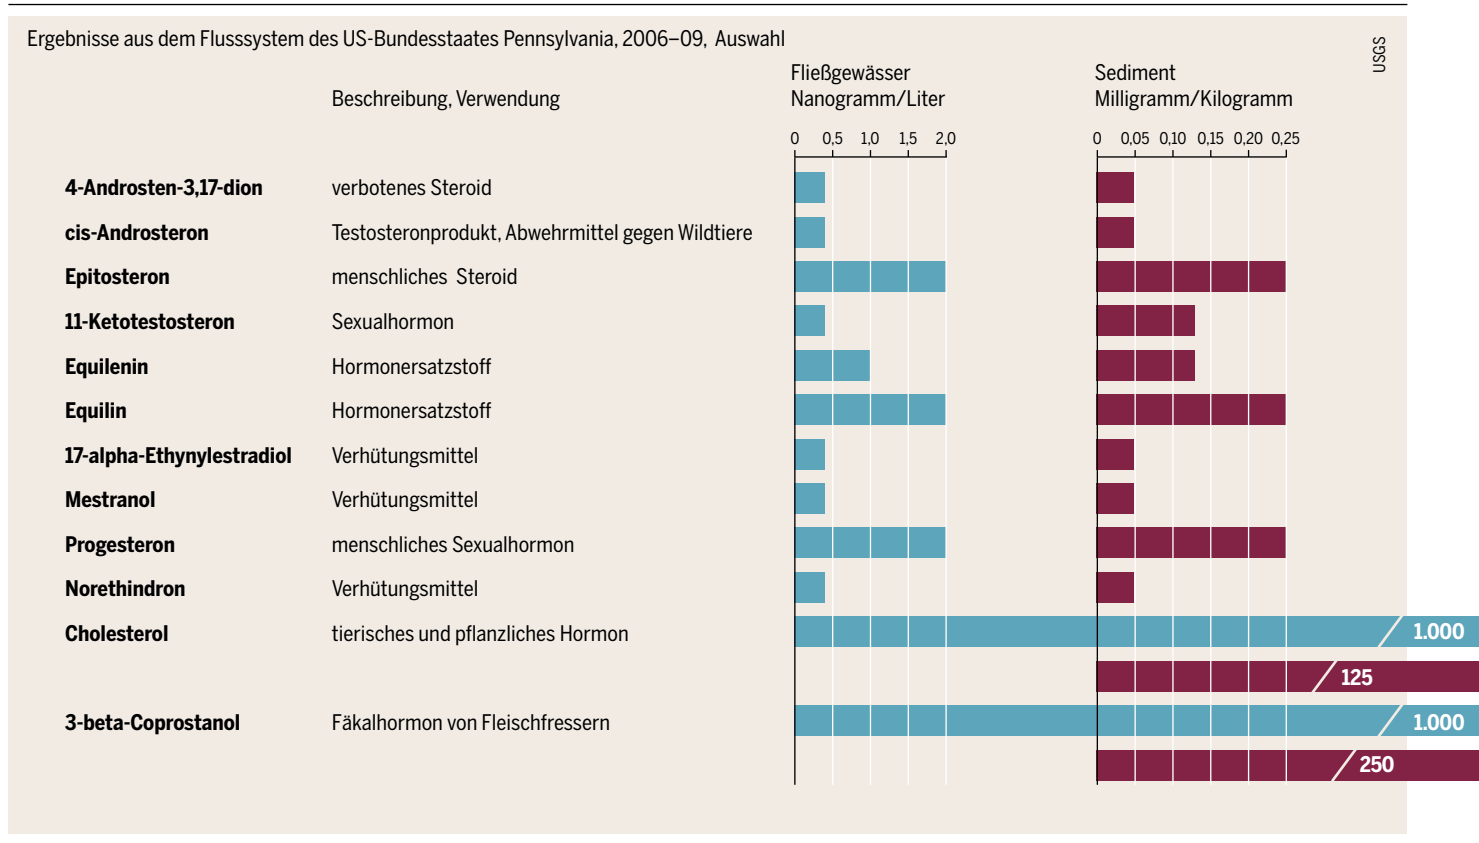 Ergebnisse aus dem Flusssystem des US-Bundesstaates Pennsylvania, 2006–09, Auswahl
USGS
Beschreibung, Verwendung
Fließgewässer
Nanogramm/Liter
Sediment
Milligramm/Kilogramm
0 0,5 1,0 1,5 2,0
0 0,05 0,10 0,15 0,20 0,25
4-Androsten-3,17-dion verbotenes Steroid
cis-Androsteron Testosteronprodukt, Abwehrmittel gegen Wildtiere
Epitosteron menschliches Steroid
11-Ketotestosteron Sexualhormon
Equilenin Hormonersatzstoff
Equilin Hormonersatzstoff
17-alpha-Ethynylestradiol Verhütungsmittel
Mestranol Verhütungsmittel
Progesteron menschliches Sexualhormon
Norethindron Verhütungsmittel
Cholesterol tierisches und pflanzliches Hormon 1.000
125
3-beta-Coprostanol Fäkalhormon von Fleischfressern 1.000
250